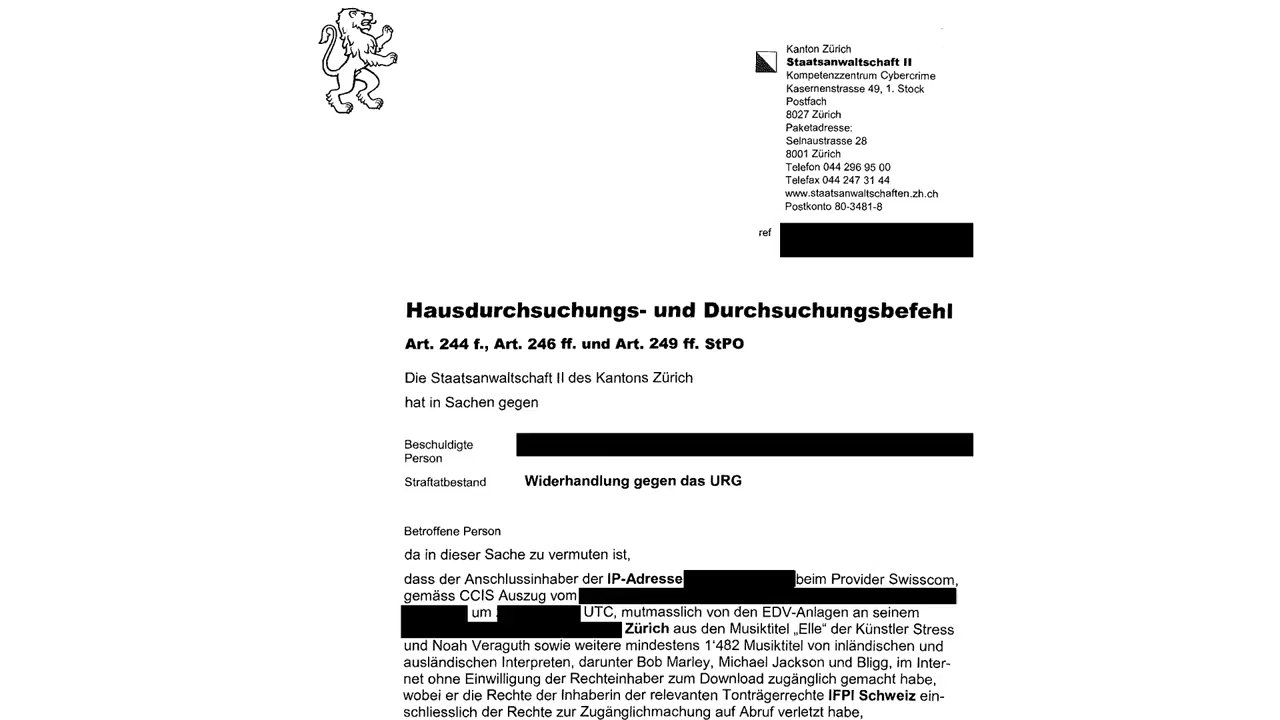 Kanton Zürich
Staatsanwaltschaft II
Kompetenzzentrum Cybercrime
Kasernenstrasse 49, 1. Stock
Postfach
8027 Zürich
Paketadresse:
Selnaustrasse 28
8001 Zürich
Telefon 044 296 95 00
Telefax 044 247 31 44
www.staatsanwaltschaften.zh.ch
Postkonto 80-3481-8
ref
Hausdurchsuchungs- und Durchsuchungsbefehl
Art. 244 f., Art. 246 ff. und Art. 249 ff. StPO
Die Staatsanwaltschaft II des Kantons Zürich
hat in Sachen gegen
Beschuldigte
Person
Straftatbestand Widerhandlung gegen das URG
Betroffene Person
da in dieser Sache zu vermuten ist,
dass der Anschlussinhaber der IP-Adresse beim Provider Swisscom,
gemäss CCIS Auszug vom
um UTC, mutmasslich von den EDV-Anlagen an seinem
Zürich aus den Musiktitel „Elle“ der Künstler Stress
und Noah Veraguth sowie weitere mindestens 1'482 Musiktitel von inländischen und
ausländischen Interpreten, darunter Bob Marley, Michael Jackson und Bligg, im Inter-
net ohne Einwilligung der Rechteinhaber zum Download zugänglich gemacht habe,
wobei er die Rechte der Inhaberin der relevanten Tonträgerrechte IFPI Schweiz ein-
schliesslich der Rechte zur Zugänglichmachung auf Abruf verletzt habe,